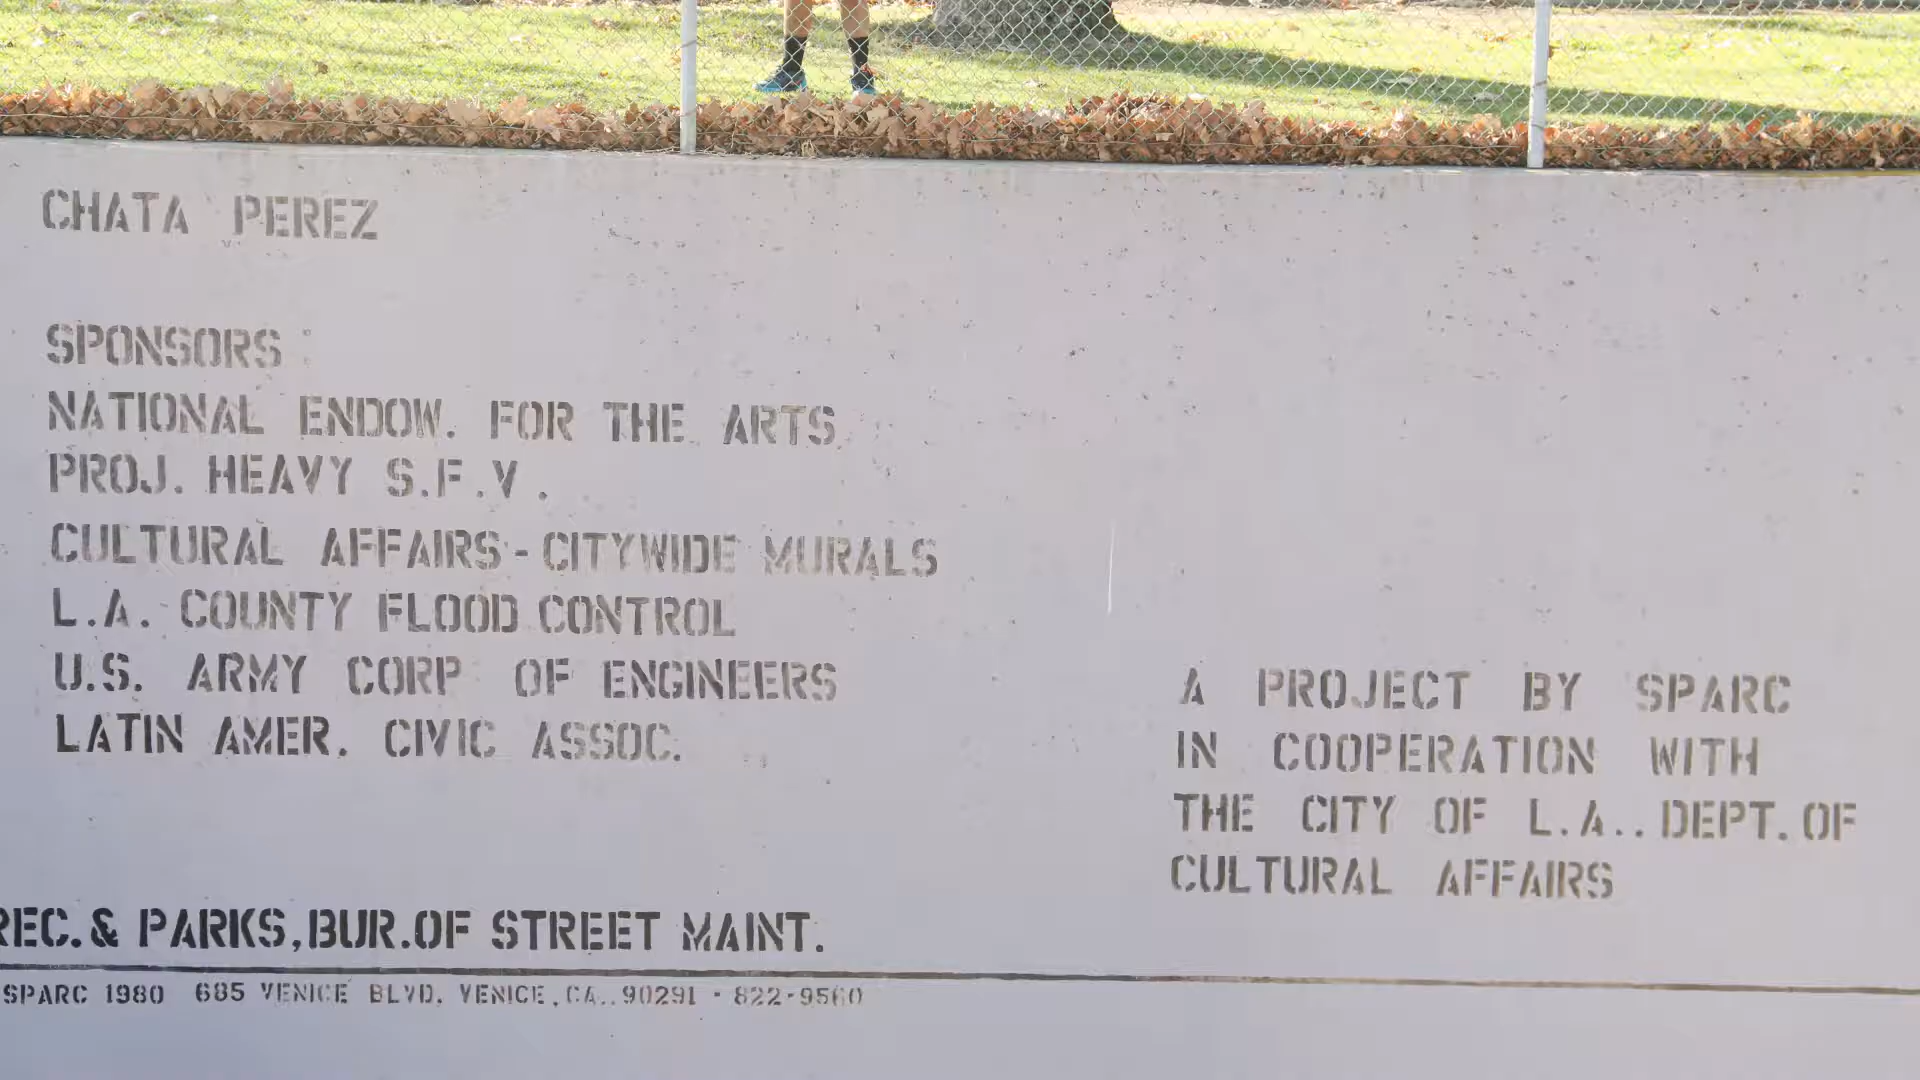 CHATA PEREZ
SPONSORS :
NATIONAL ENDOW. FOR THE ARTS
PROJ. HEAVY S.F.V.
CULTURAL AFFAIRS - CITYWIDE MURALS
L.A. COUNTY FLOOD CONTROL
U.S. ARMY CORP OF ENGINEERS
LATIN AMER. CIVIC ASSOC.
A PROJECT BY SPARC
IN COOPERATION WITH
THE CITY OF L.A.. DEPT. OF
CULTURAL AFFAIRS
REC. & PARKS, BUR. OF STREET MAINT.
SPARC 1980 685 VENICE BLVD. VENICE, CA.. 90291 - 822-9560